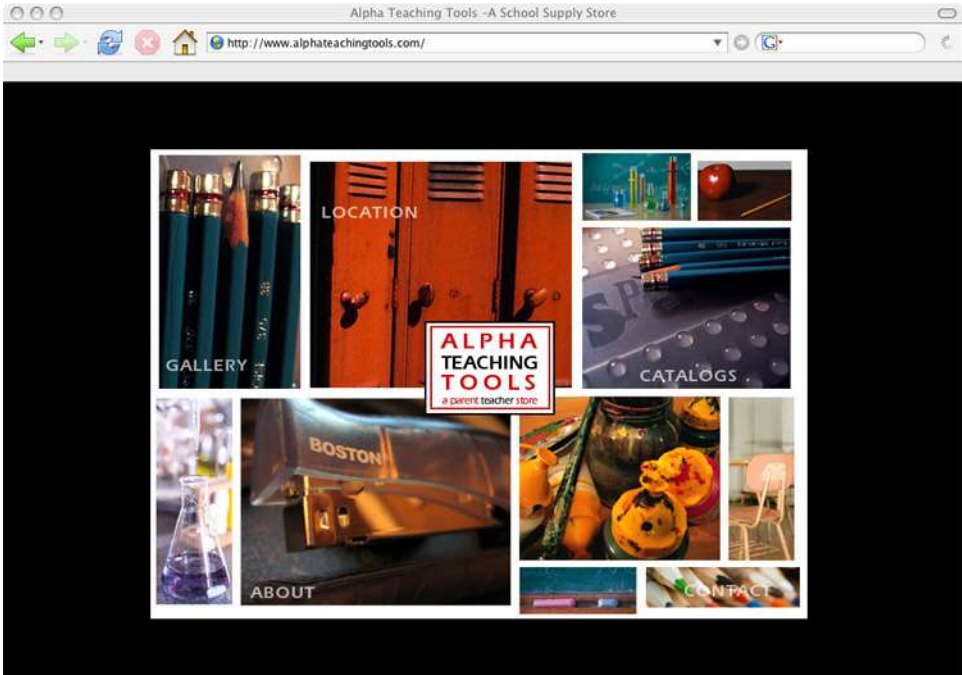 Alpha Teaching Tools -A School Supply Store
http://www.alphateachingtools.com/
G
LOCATION
GALLERY
CATALOGS
ALPHA
TEACHING
TOOLS
a parent teacher store
BOSTON
ABOUT
CONTACT